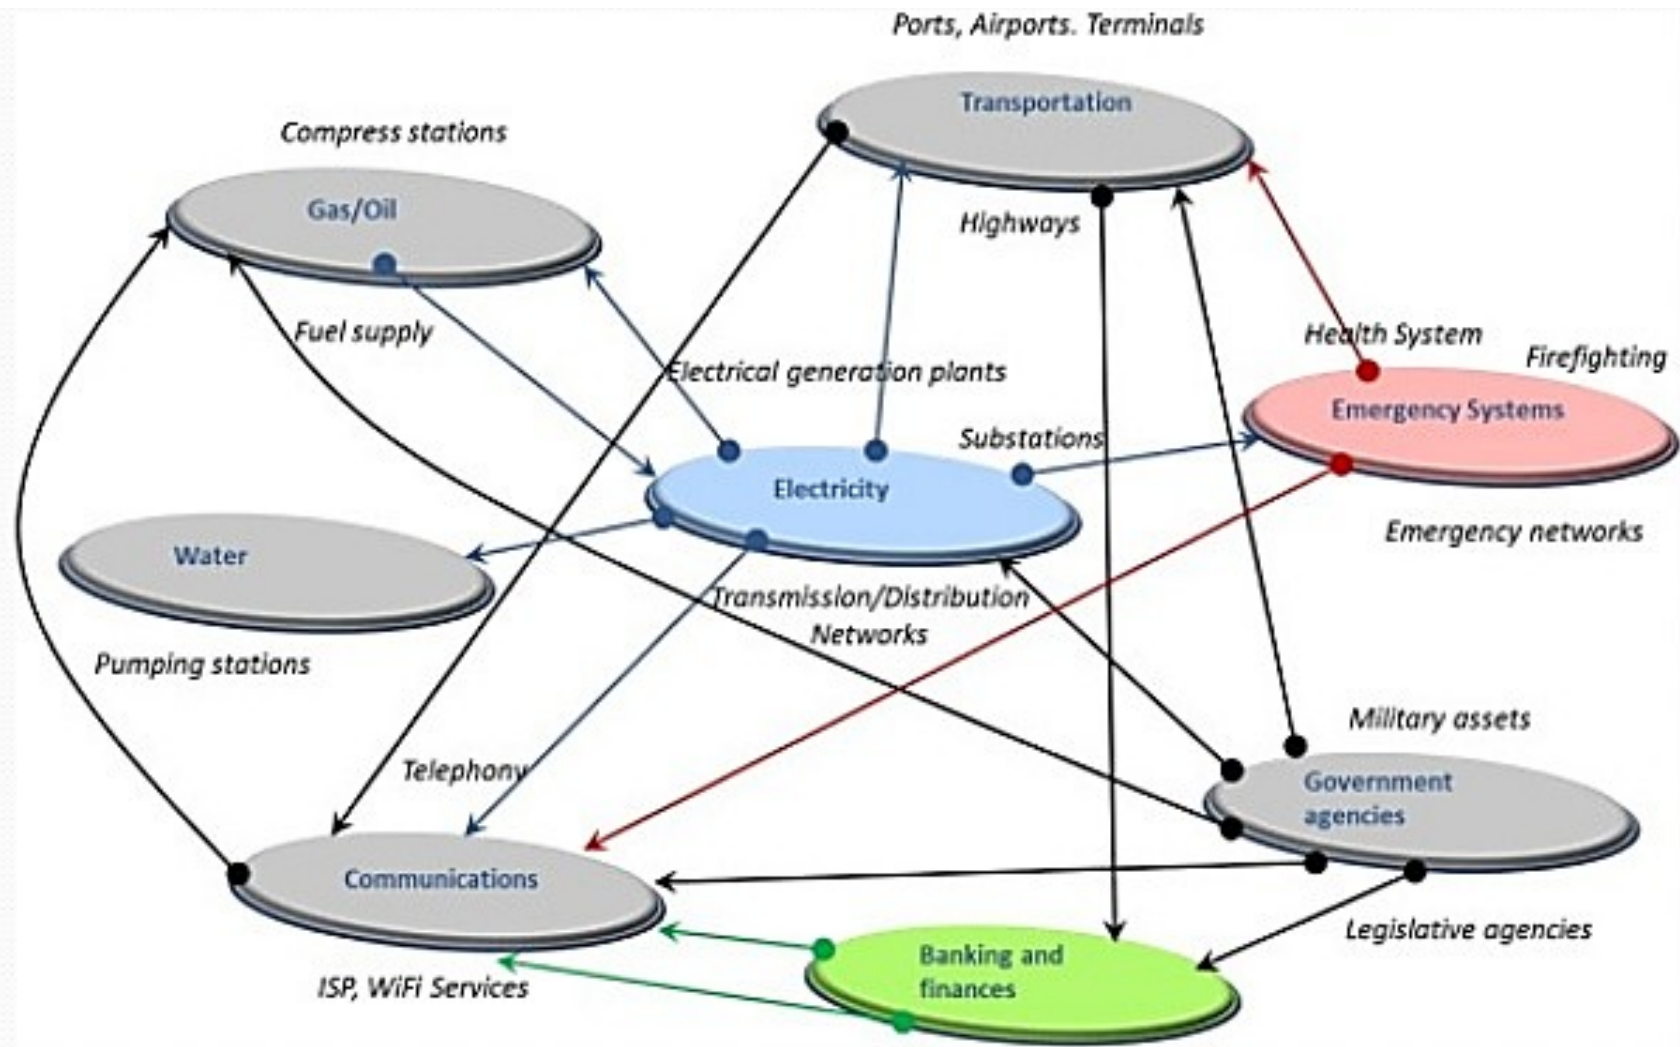 Ports, Airports. Terminals
Transportation
Compress stations
Gas/Oil
Highways
Fuel supply
Health System
Firefighting
Electrical generation plants
Emergency Systems
Substations
Electricity
Emergency networks
Water
Transmission/Distribution
Networks
Pumping stations
Military assets
Telephony
Government
agencies
Communications
Legislative agencies
Banking and
finances
ISP, WiFi Services